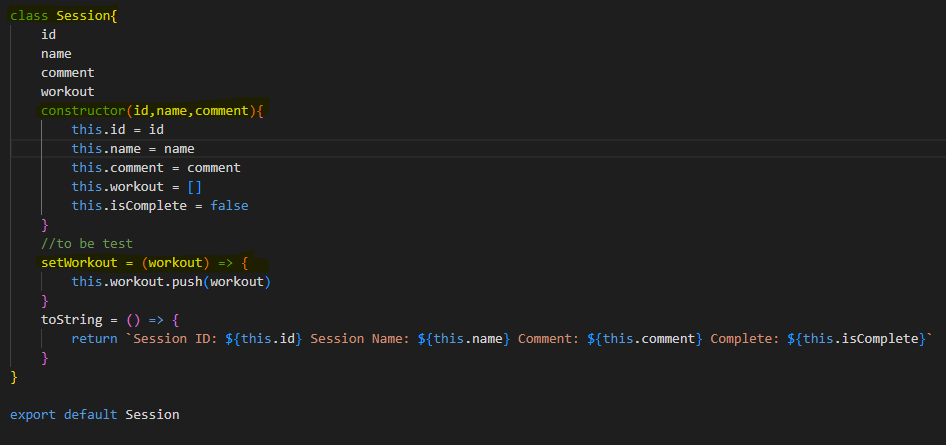 class Session{
    id
    name
    comment
    workout
    constructor(id,name,comment){
        this.id = id
        this.name = name
        this.comment = comment
        this.workout = []
        this.isComplete = false
    }
    //to be test
    setWorkout = (workout) => {
        this.workout.push(workout)
    }
    toString = () => {
        return `Session ID: ${this.id} Session Name: ${this.name} Comment: ${this.comment} Complete: ${this.isComplete}`
    }
}

export default Session